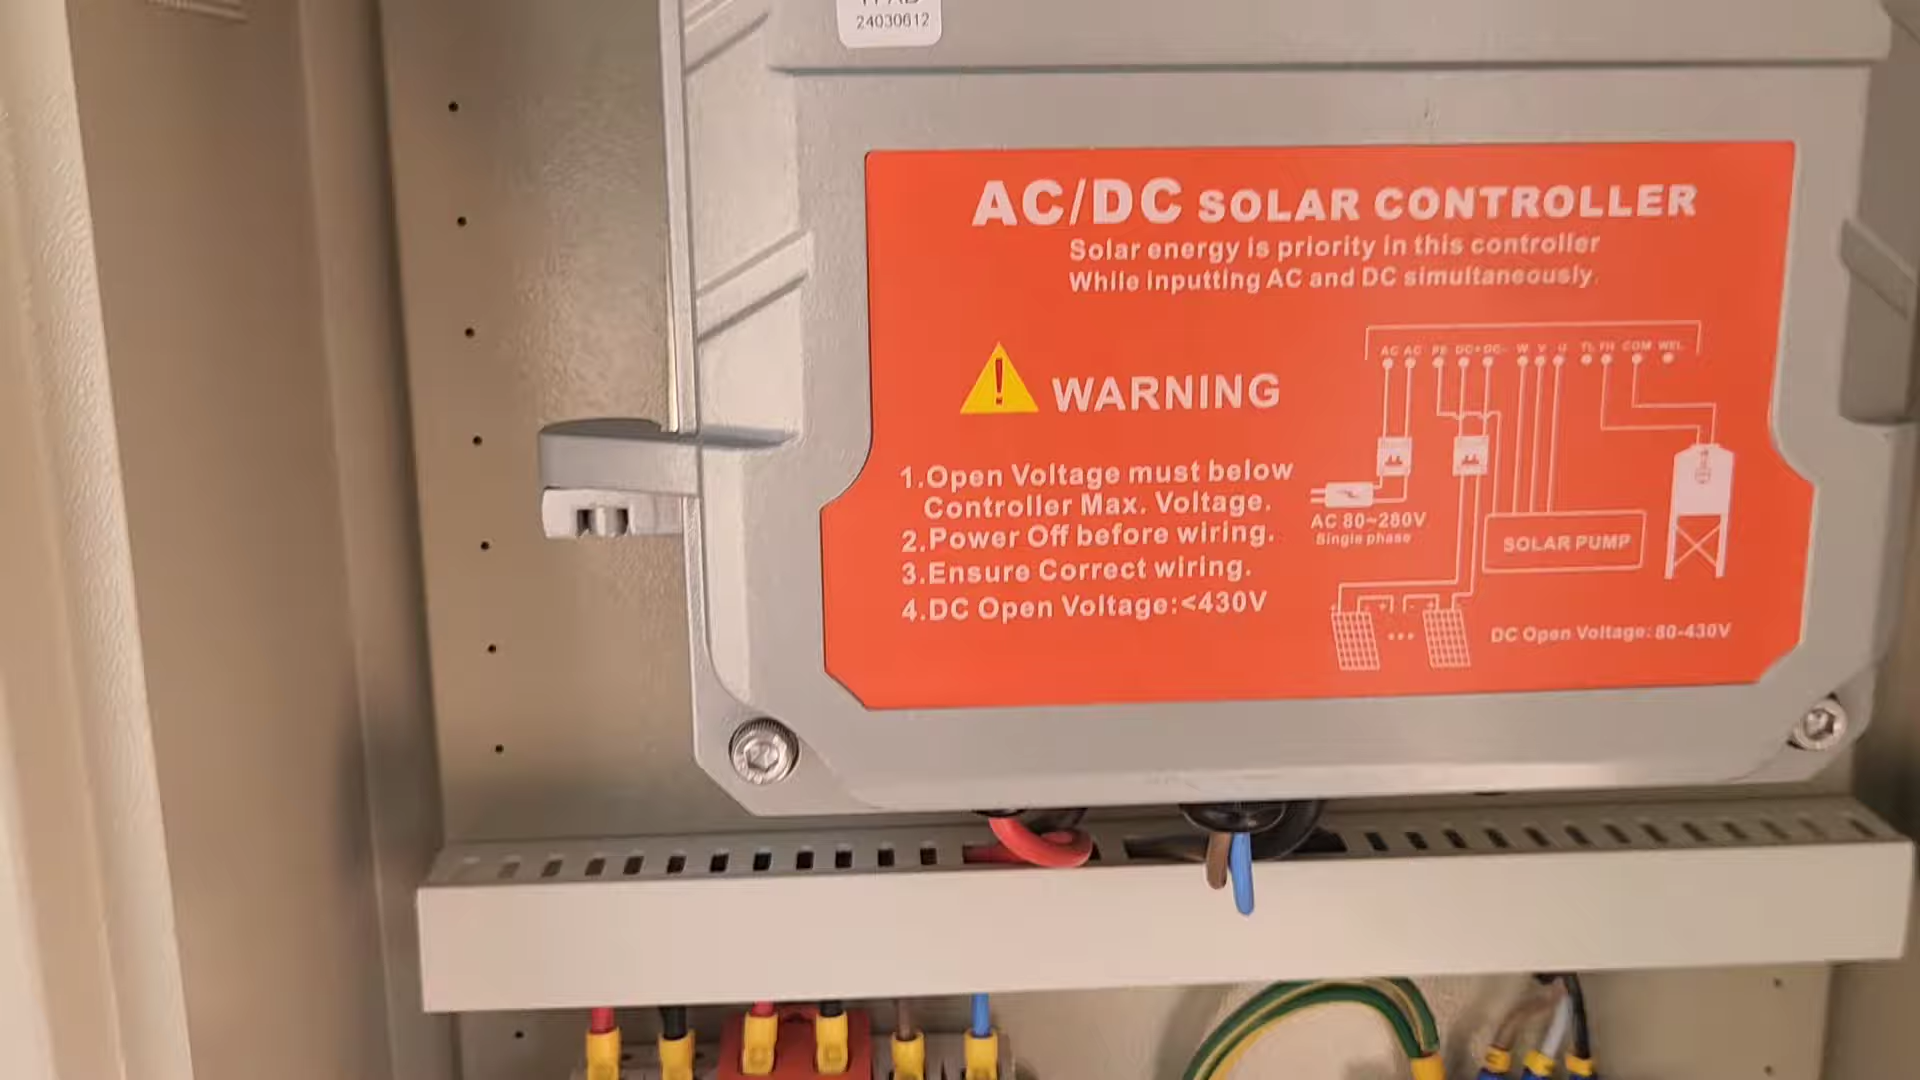 24030612
AC/DC SOLAR CONTROLLER
Solar energy is priority in this controller
While inputting AC and DC simultaneously.
WARNING
1.Open Voltage must below
Controller Max. Voltage.
2.Power Off before wiring.
3.Ensure Correct wiring.
4.DC Open Voltage:<430V
AC AC PE DC+ DC- W V U TL TH COM WEL
AC 80~280V
Single phase
SOLAR PUMP
DC Open Voltage: 80-430V